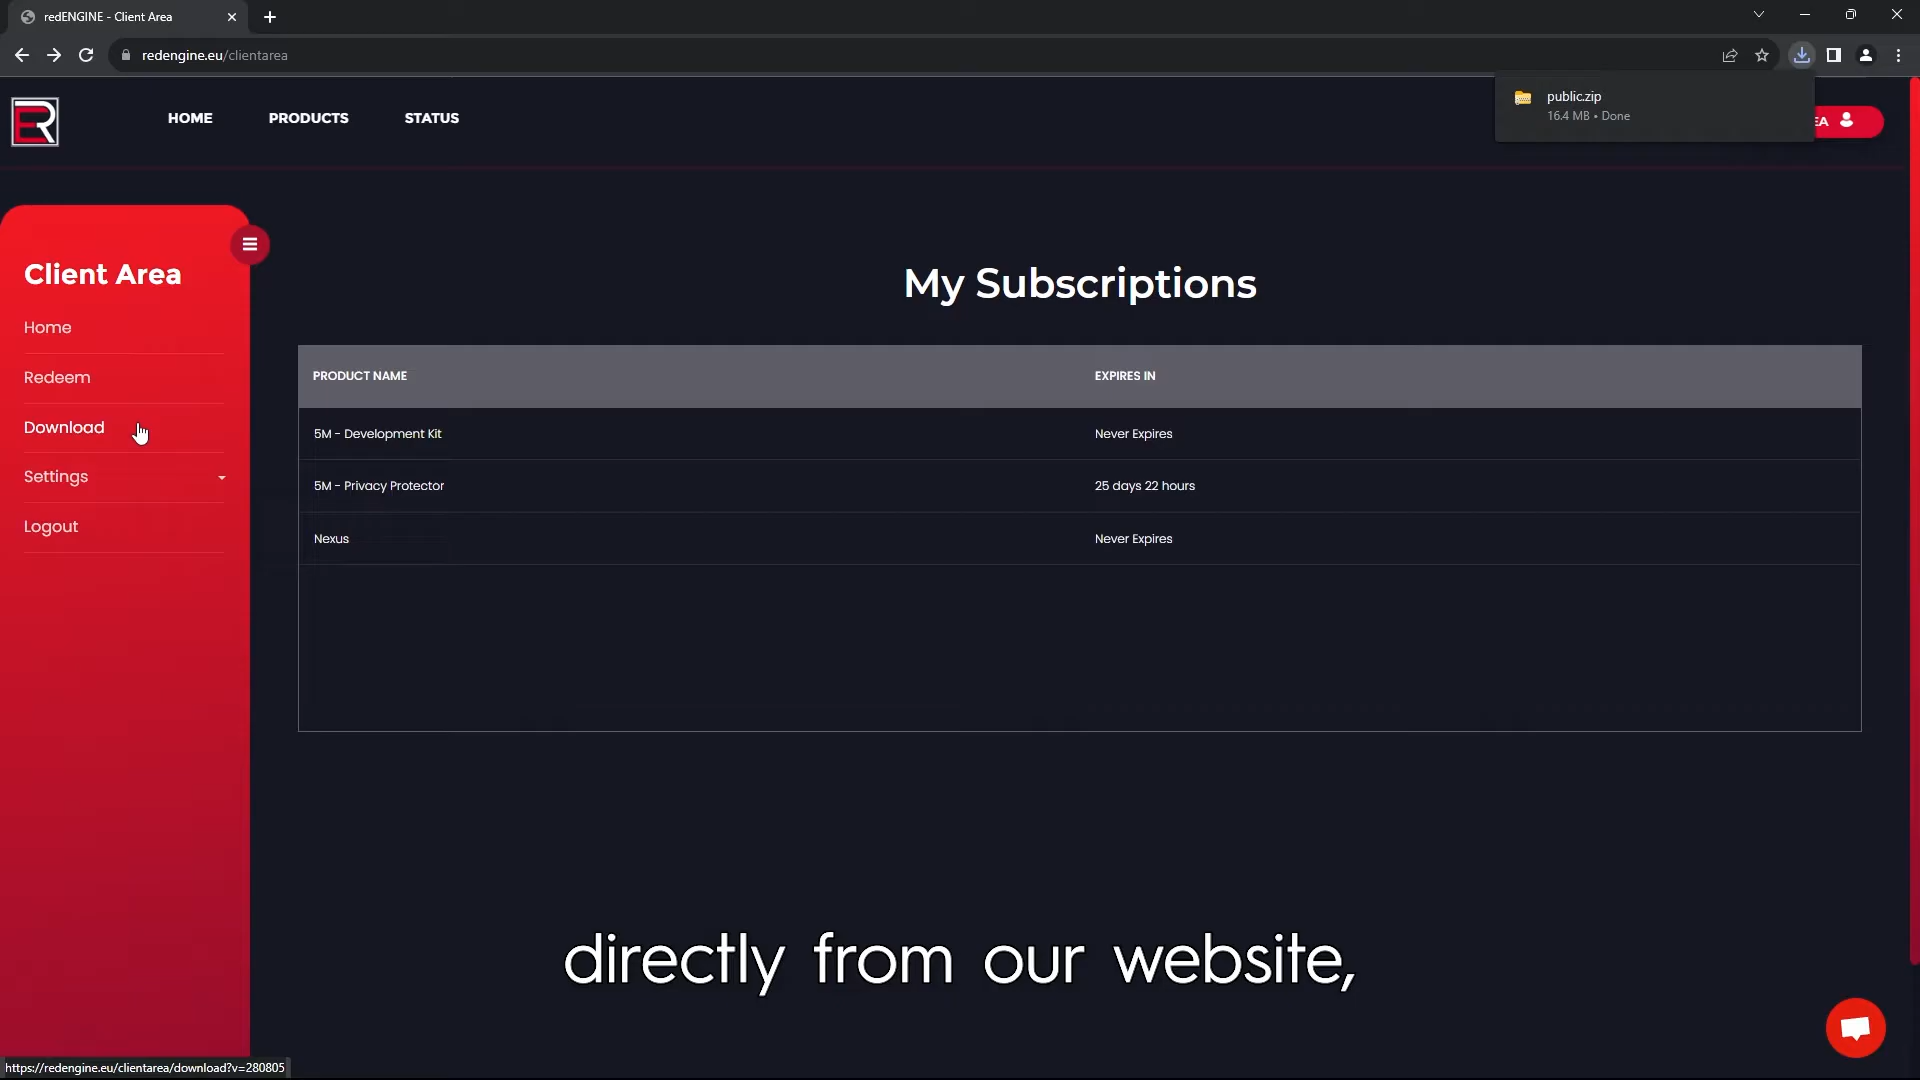 redENGINE - Client Area
redengine.eu/clientarea
ER
HOME
PRODUCTS
STATUS
public.zip
16.4 MB • Done
EA
Client Area
Home
Redeem
Download
Settings
Logout
My Subscriptions
PRODUCT NAME
EXPIRES IN
5M - Development Kit
Never Expires
5M - Privacy Protector
25 days 22 hours
Nexus
Never Expires
directly from our website,
https://redengine.eu/clientarea/download?v=280805